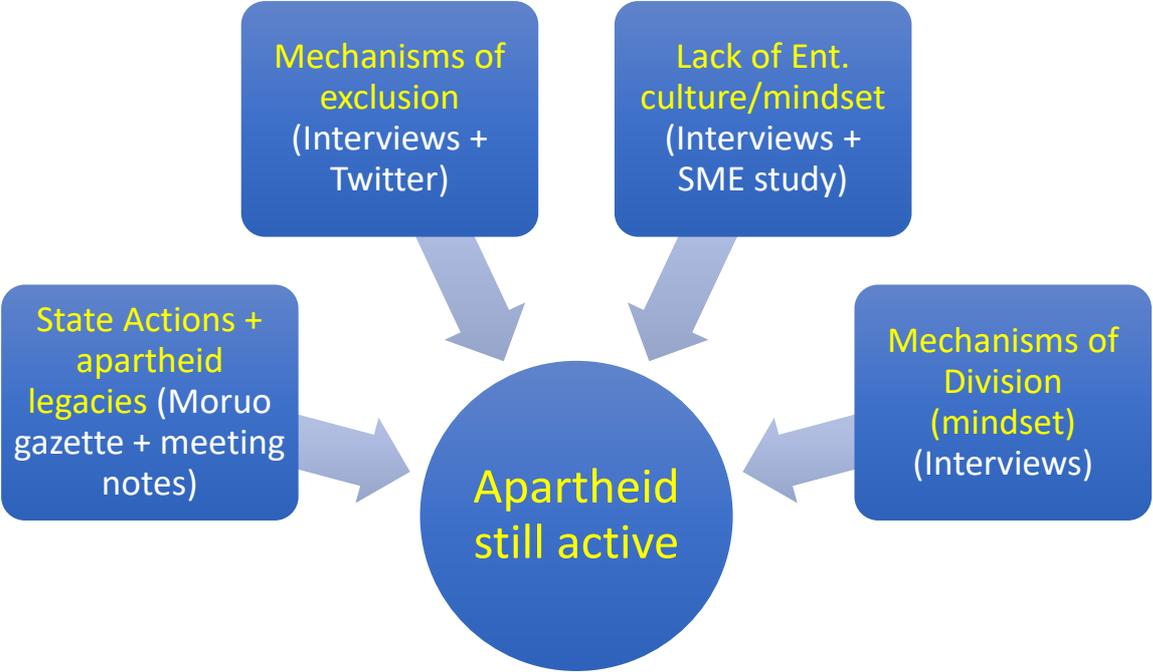 Mechanisms of
exclusion
(Interviews +
Twitter)
Lack of Ent.
culture/mindset
(Interviews +
SME study)
State Actions +
apartheid
legacies (Moruo
gazette + meeting
notes)
Mechanisms of
Division
(mindset)
(Interviews)
Apartheid
still active